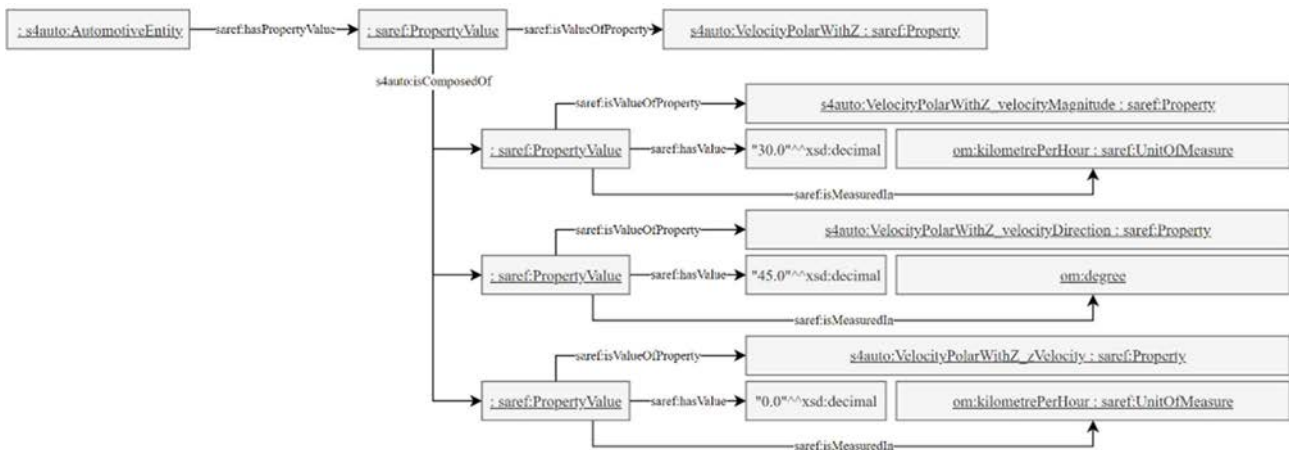 : s4auto:AutomotiveEntity
saref:hasPropertyValue
: saref:PropertyValue
saref:isValueOfProperty
s4auto:VelocityPolarWithZ : saref:Property
s4auto:isComposedOf
saref:isValueOfProperty
s4auto:VelocityPolarWithZ_velocityMagnitude : saref:Property
: saref:PropertyValue
saref:hasValue
"30.0"^^xsd:decimal
om:kilometrePerHour : saref:UnitOfMeasure
saref:isMeasuredIn
saref:isValueOfProperty
s4auto:VelocityPolarWithZ_velocityDirection : saref:Property
: saref:PropertyValue
saref:hasValue
"45.0"^^xsd:decimal
om:degree
saref:isMeasuredIn
saref:isValueOfProperty
s4auto:VelocityPolarWithZ_zVelocity : saref:Property
: saref:PropertyValue
saref:hasValue
"0.0"^^xsd:decimal
om:kilometrePerHour : saref:UnitOfMeasure
saref:isMeasuredIn